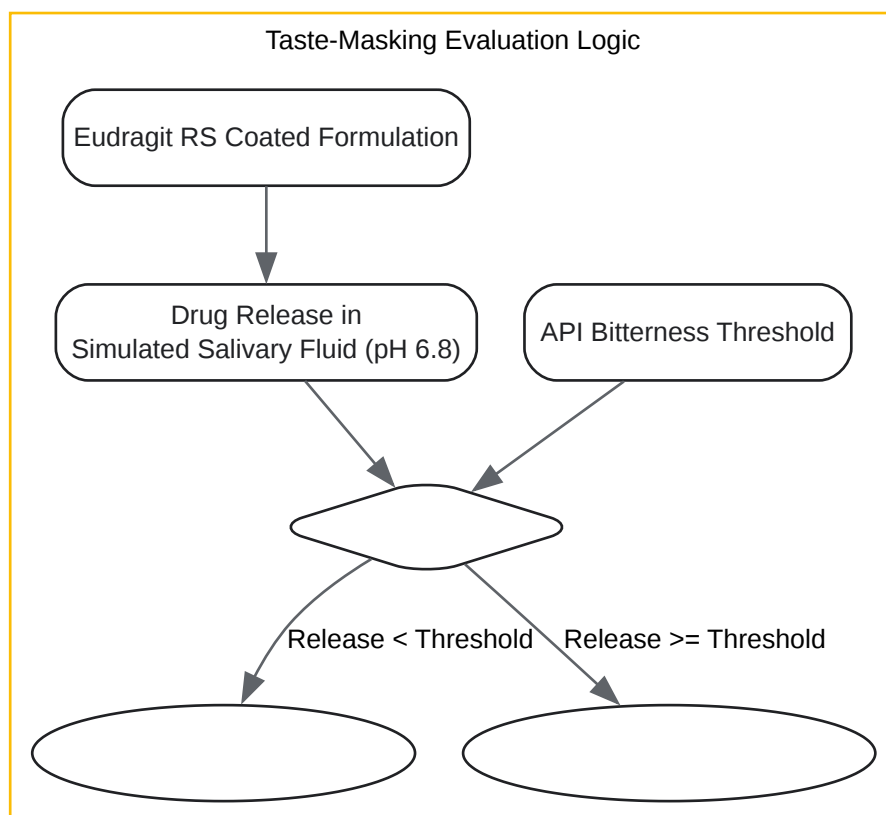 Taste-Masking Evaluation Logic
Eudragit RS Coated Formulation
Drug Release in
Simulated Salivary Fluid (pH 6.8)
API Bitterness Threshold
Release < Threshold
Release >= Threshold